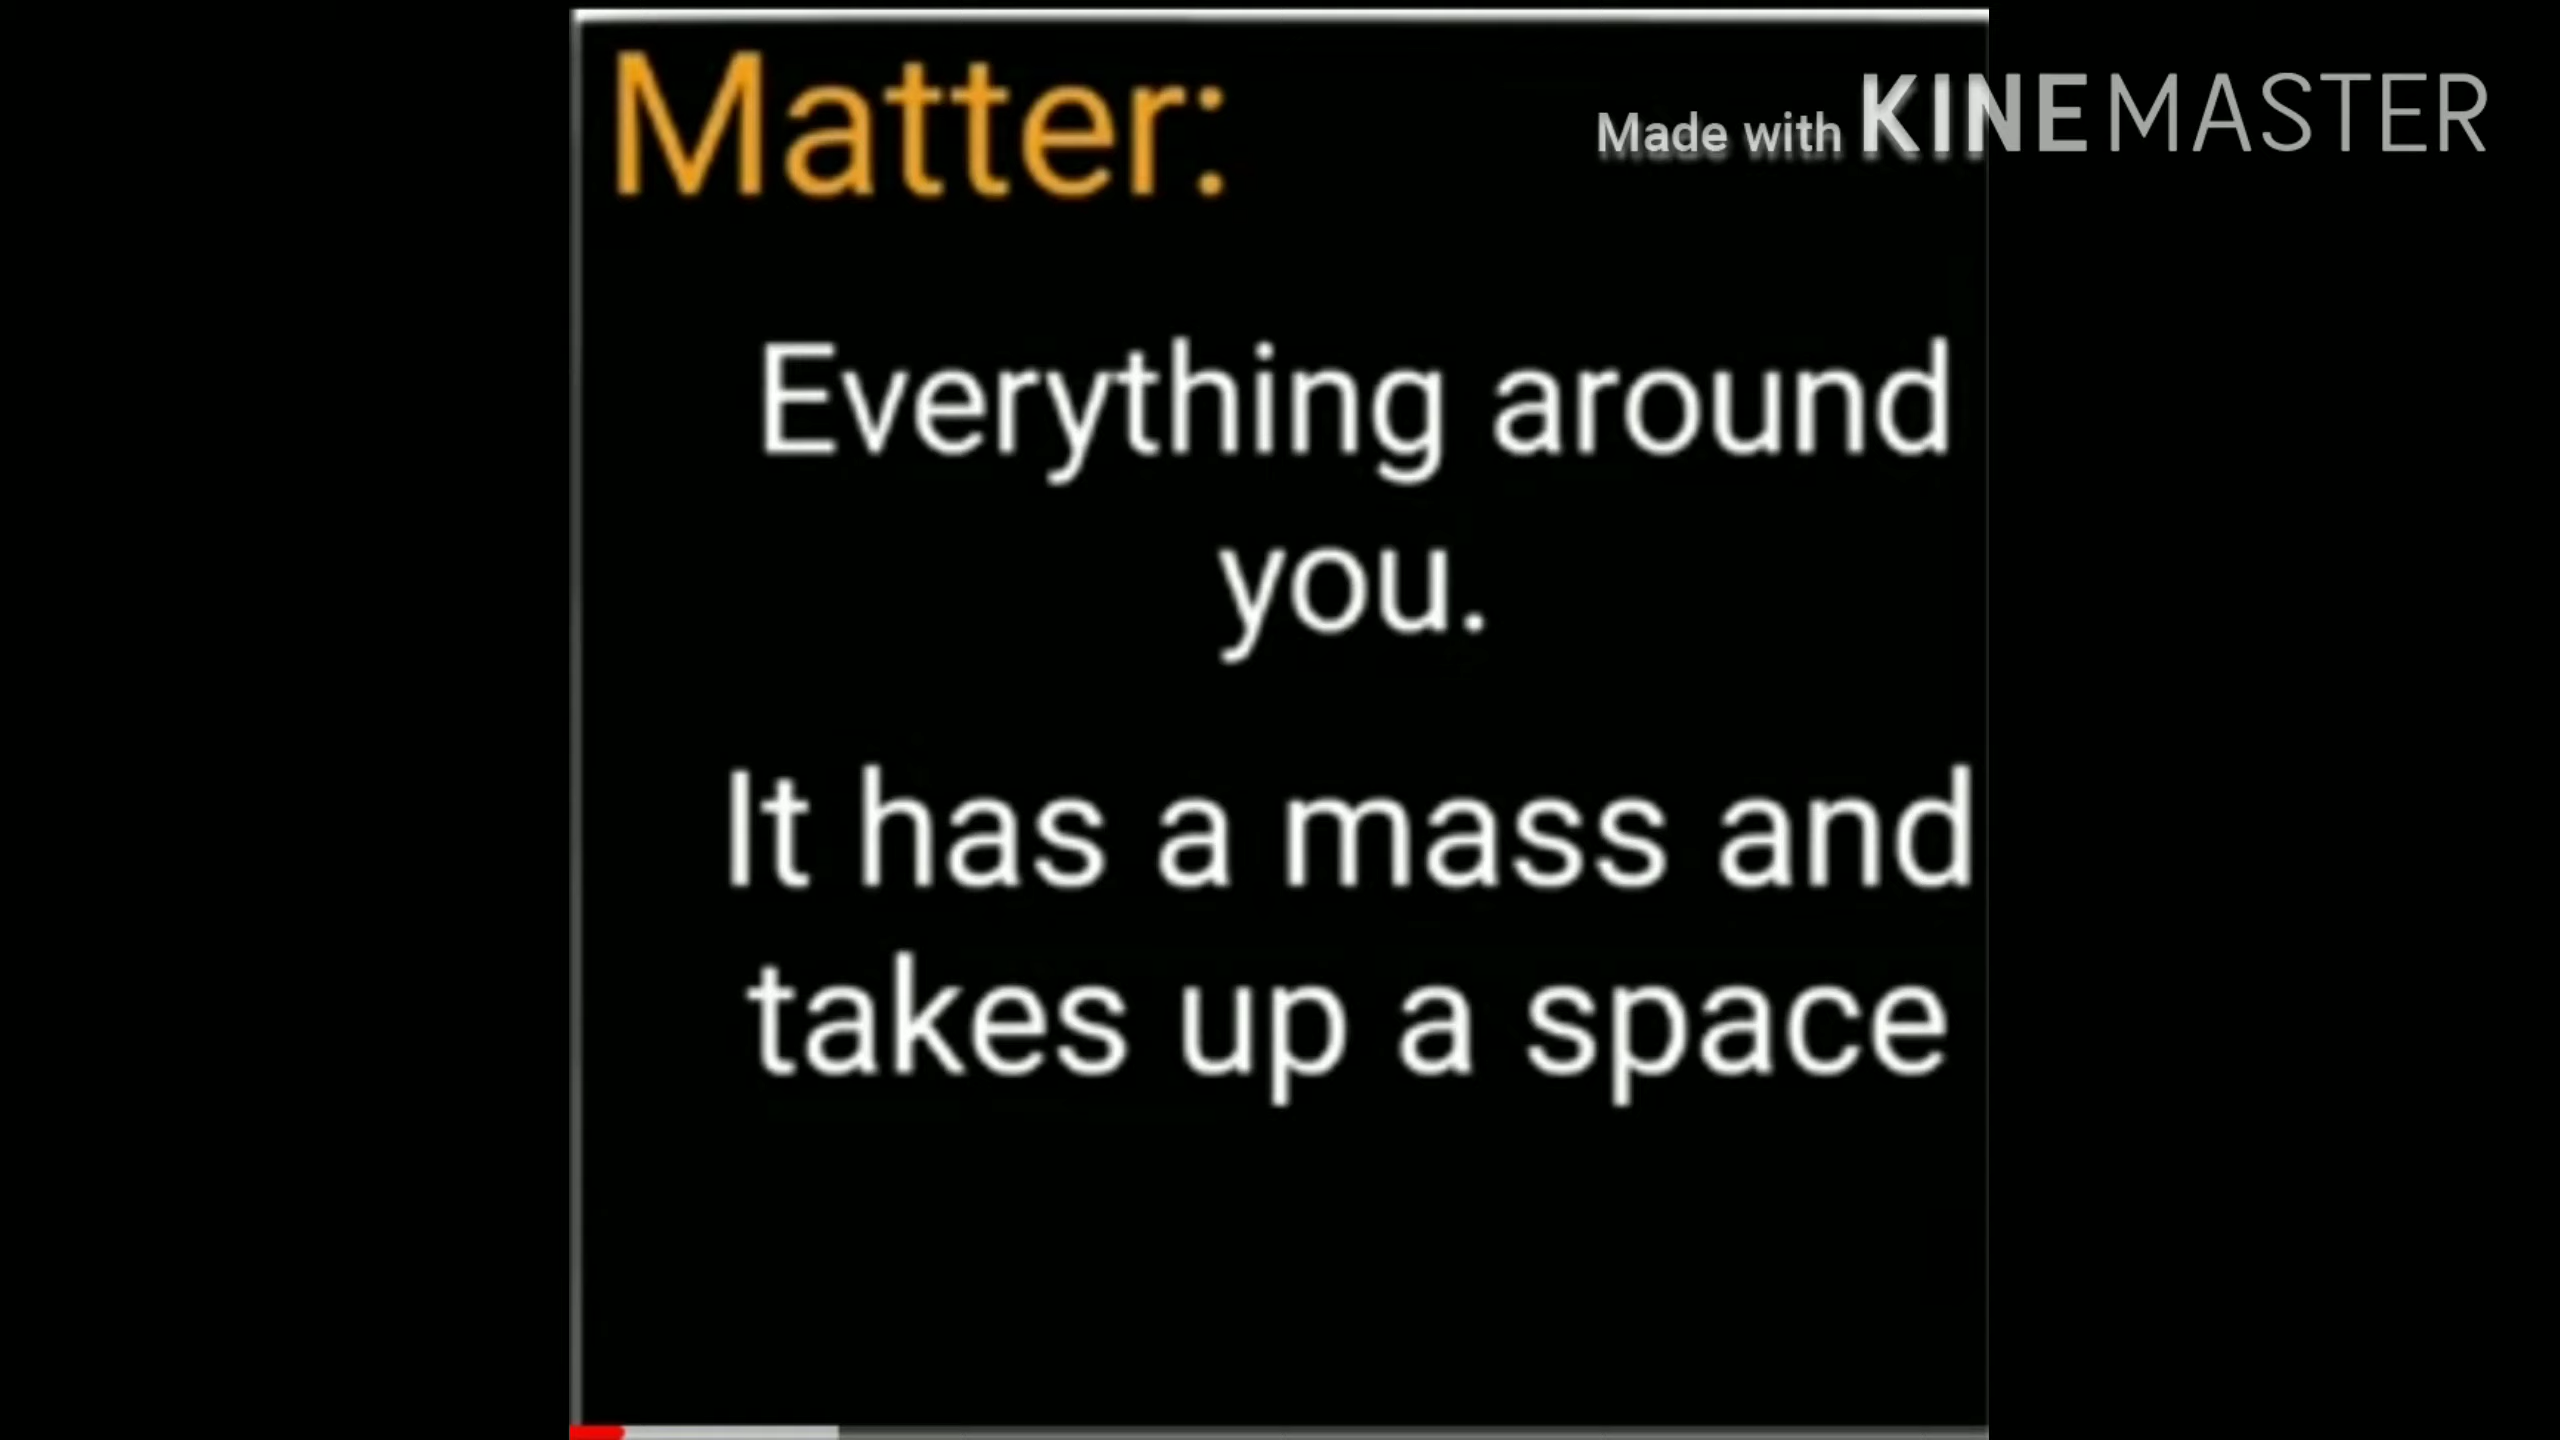 Matter:
Made with KINEMASTER
Everything around
you.
It has a mass and
takes up a space